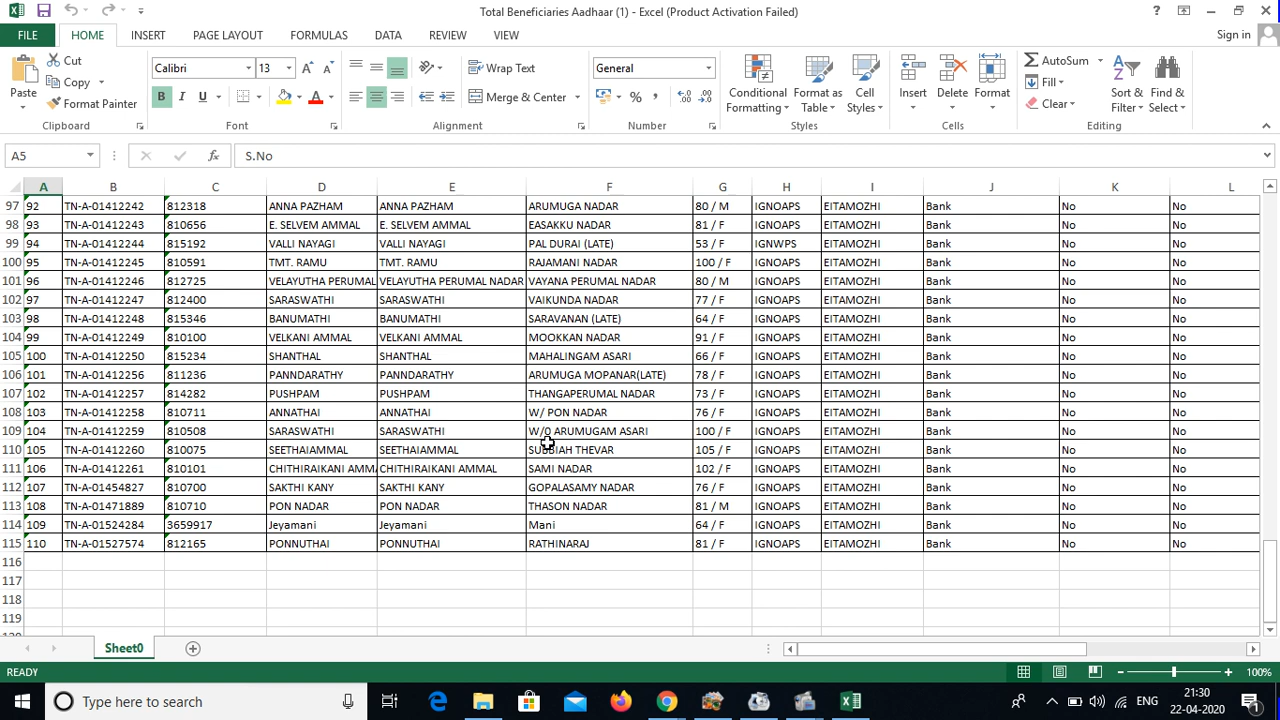 Total Beneficiaries Aadhaar (1) - Excel (Product Activation Failed)
FILE HOME INSERT PAGE LAYOUT FORMULAS DATA REVIEW VIEW Sign in
Paste Cut Copy Format Painter Clipboard
Calibri 13 B I U Font
Wrap Text Merge & Center Alignment
General % , Number
Conditional Formatting Format as Table Cell Styles Styles
Insert Delete Format Cells
AutoSum Fill Clear Sort & Filter Find & Select Editing
A5 fx S.No
A B C D E F G H I J K L
97 92 TN-A-01412242 812318 ANNA PAZHAM ANNA PAZHAM ARUMUGA NADAR 80 / M IGNOAPS EITAMOZHI Bank No No
98 93 TN-A-01412243 810656 E. SELVEM AMMAL E. SELVEM AMMAL EASAKKU NADAR 81 / F IGNOAPS EITAMOZHI Bank No No
99 94 TN-A-01412244 815192 VALLI NAYAGI VALLI NAYAGI PAL DURAI (LATE) 53 / F IGNWPS EITAMOZHI Bank No No
100 95 TN-A-01412245 810591 TMT. RAMU TMT. RAMU RAJAMANI NADAR 100 / F IGNOAPS EITAMOZHI Bank No No
101 96 TN-A-01412246 812725 VELAYUTHA PERUMAL VELAYUTHA PERUMAL NADAR VAYANA PERUMAL NADAR 80 / M IGNOAPS EITAMOZHI Bank No No
102 97 TN-A-01412247 812400 SARASWATHI SARASWATHI VAIKUNDA NADAR 77 / F IGNOAPS EITAMOZHI Bank No No
103 98 TN-A-01412248 815346 BANUMATHI BANUMATHI SARAVANAN (LATE) 64 / F IGNOAPS EITAMOZHI Bank No No
104 99 TN-A-01412249 810100 VELKANI AMMAL VELKANI AMMAL MOOKKAN NADAR 91 / F IGNOAPS EITAMOZHI Bank No No
105 100 TN-A-01412250 815234 SHANTHAL SHANTHAL MAHALINGAM ASARI 66 / F IGNOAPS EITAMOZHI Bank No No
106 101 TN-A-01412256 811236 PANNDARATHY PANNDARATHY ARUMUGA MOPANAR(LATE) 78 / F IGNOAPS EITAMOZHI Bank No No
107 102 TN-A-01412257 814282 PUSHPAM PUSHPAM THANGAPERUMAL NADAR 73 / F IGNOAPS EITAMOZHI Bank No No
108 103 TN-A-01412258 810711 ANNATHAI ANNATHAI W/ PON NADAR 76 / F IGNOAPS EITAMOZHI Bank No No
109 104 TN-A-01412259 810508 SARASWATHI SARASWATHI W/0 ARUMUGAM ASARI 100 / F IGNOAPS EITAMOZHI Bank No No
110 105 TN-A-01412260 810075 SEETHAIAMMAL SEETHAIAMMAL SUBBIAH THEVAR 105 / F IGNOAPS EITAMOZHI Bank No No
111 106 TN-A-01412261 810101 CHITHIRAIKANI AMMA CHITHIRAIKANI AMMAL SAMI NADAR 102 / F IGNOAPS EITAMOZHI Bank No No
112 107 TN-A-01454827 810700 SAKTHI KANY SAKTHI KANY GOPALASAMY NADAR 76 / F IGNOAPS EITAMOZHI Bank No No
113 108 TN-A-01471889 810710 PON NADAR PON NADAR THASON NADAR 81 / M IGNOAPS EITAMOZHI Bank No No
114 109 TN-A-01524284 3659917 Jeyamani Jeyamani Mani 64 / F IGNOAPS EITAMOZHI Bank No No
115 110 TN-A-01527574 812165 PONNUTHAI PONNUTHAI RATHINARAJ 81 / F IGNOAPS EITAMOZHI Bank No No
116
117
118
119
Sheet0
READY 100%
Type here to search ENG 21:30
22-04-2020